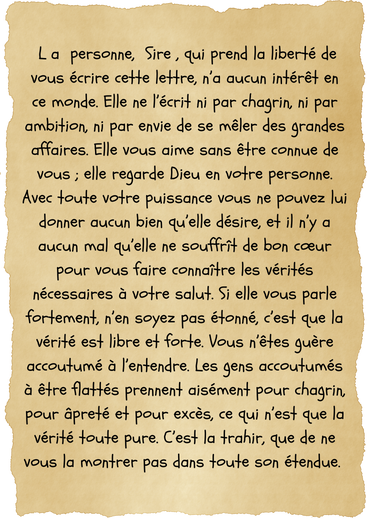 L a personne, Sire , qui prend la liberté de
vous écrire cette lettre, n'a aucun intérêt en
ce monde. Elle ne l'écrit ni par chagrin, ni par
ambition, ni par envie de se mêler des grandes
affaires. Elle vous aime sans être connue de
vous ; elle regarde Dieu en votre personne.
Avec toute votre puissance vous ne pouvez lui
donner aucun bien qu'elle désire, et il n'y a
aucun mal qu'elle ne souffrît de bon cœur
pour vous faire connaître les vérités
nécessaires à votre salut. Si elle vous parle
fortement, n'en soyez pas étonné, c'est que la
vérité est libre et forte. Vous n'êtes guère
accoutumé à l'entendre. Les gens accoutumés
à être flattés prennent aisément pour chagrin,
pour âpreté et pour excès, ce qui n'est que la
vérité toute pure. C'est la trahir, que de ne
vous la montrer pas dans toute son étendue.